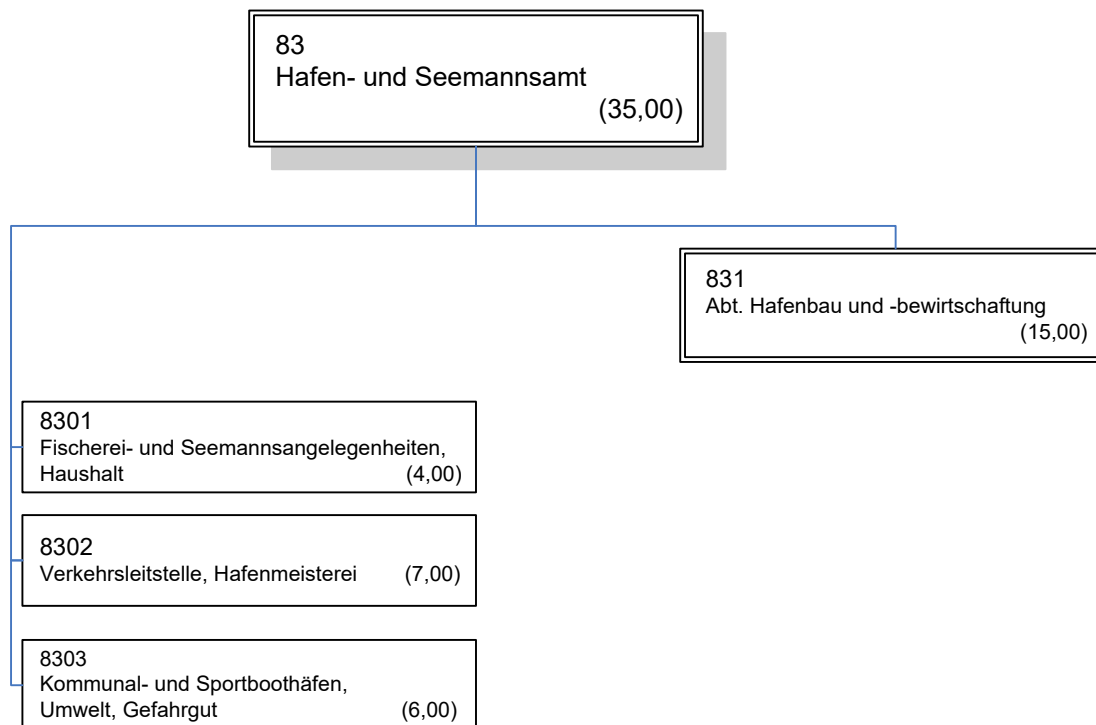 83
Hafen- und Seemannsamt
(35,00)
831
Abt. Hafenbau und -bewirtschaftung
(15,00)
8301
Fischerei- und Seemannsangelegenheiten,
Haushalt (4,00)
8302
Verkehrsleitstelle, Hafenmeisterei (7,00)
8303
Kommunal- und Sportboothäfen,
Umwelt, Gefahrgut (6,00)